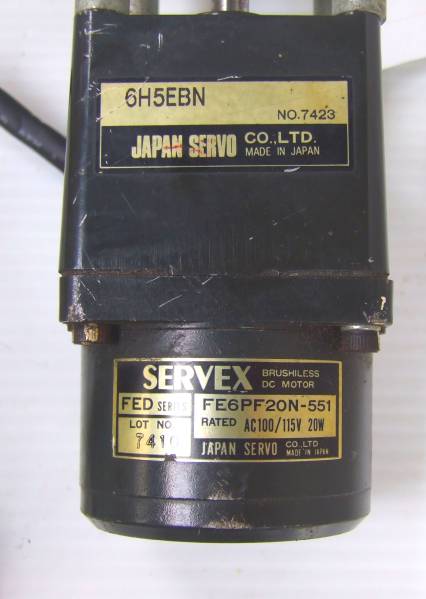 6H5EBN
NO.7423
JAPAN SERVO CO.,LTD.
MADE IN JAPAN
SERVEX BRUSHILESS
DC MOTOR
FED SERIES FE6PF20N-551
LOT NO RATED AC100/115V 20W
7410 JAPAN SERVO CO.,LTD
MADE IN JAPAN